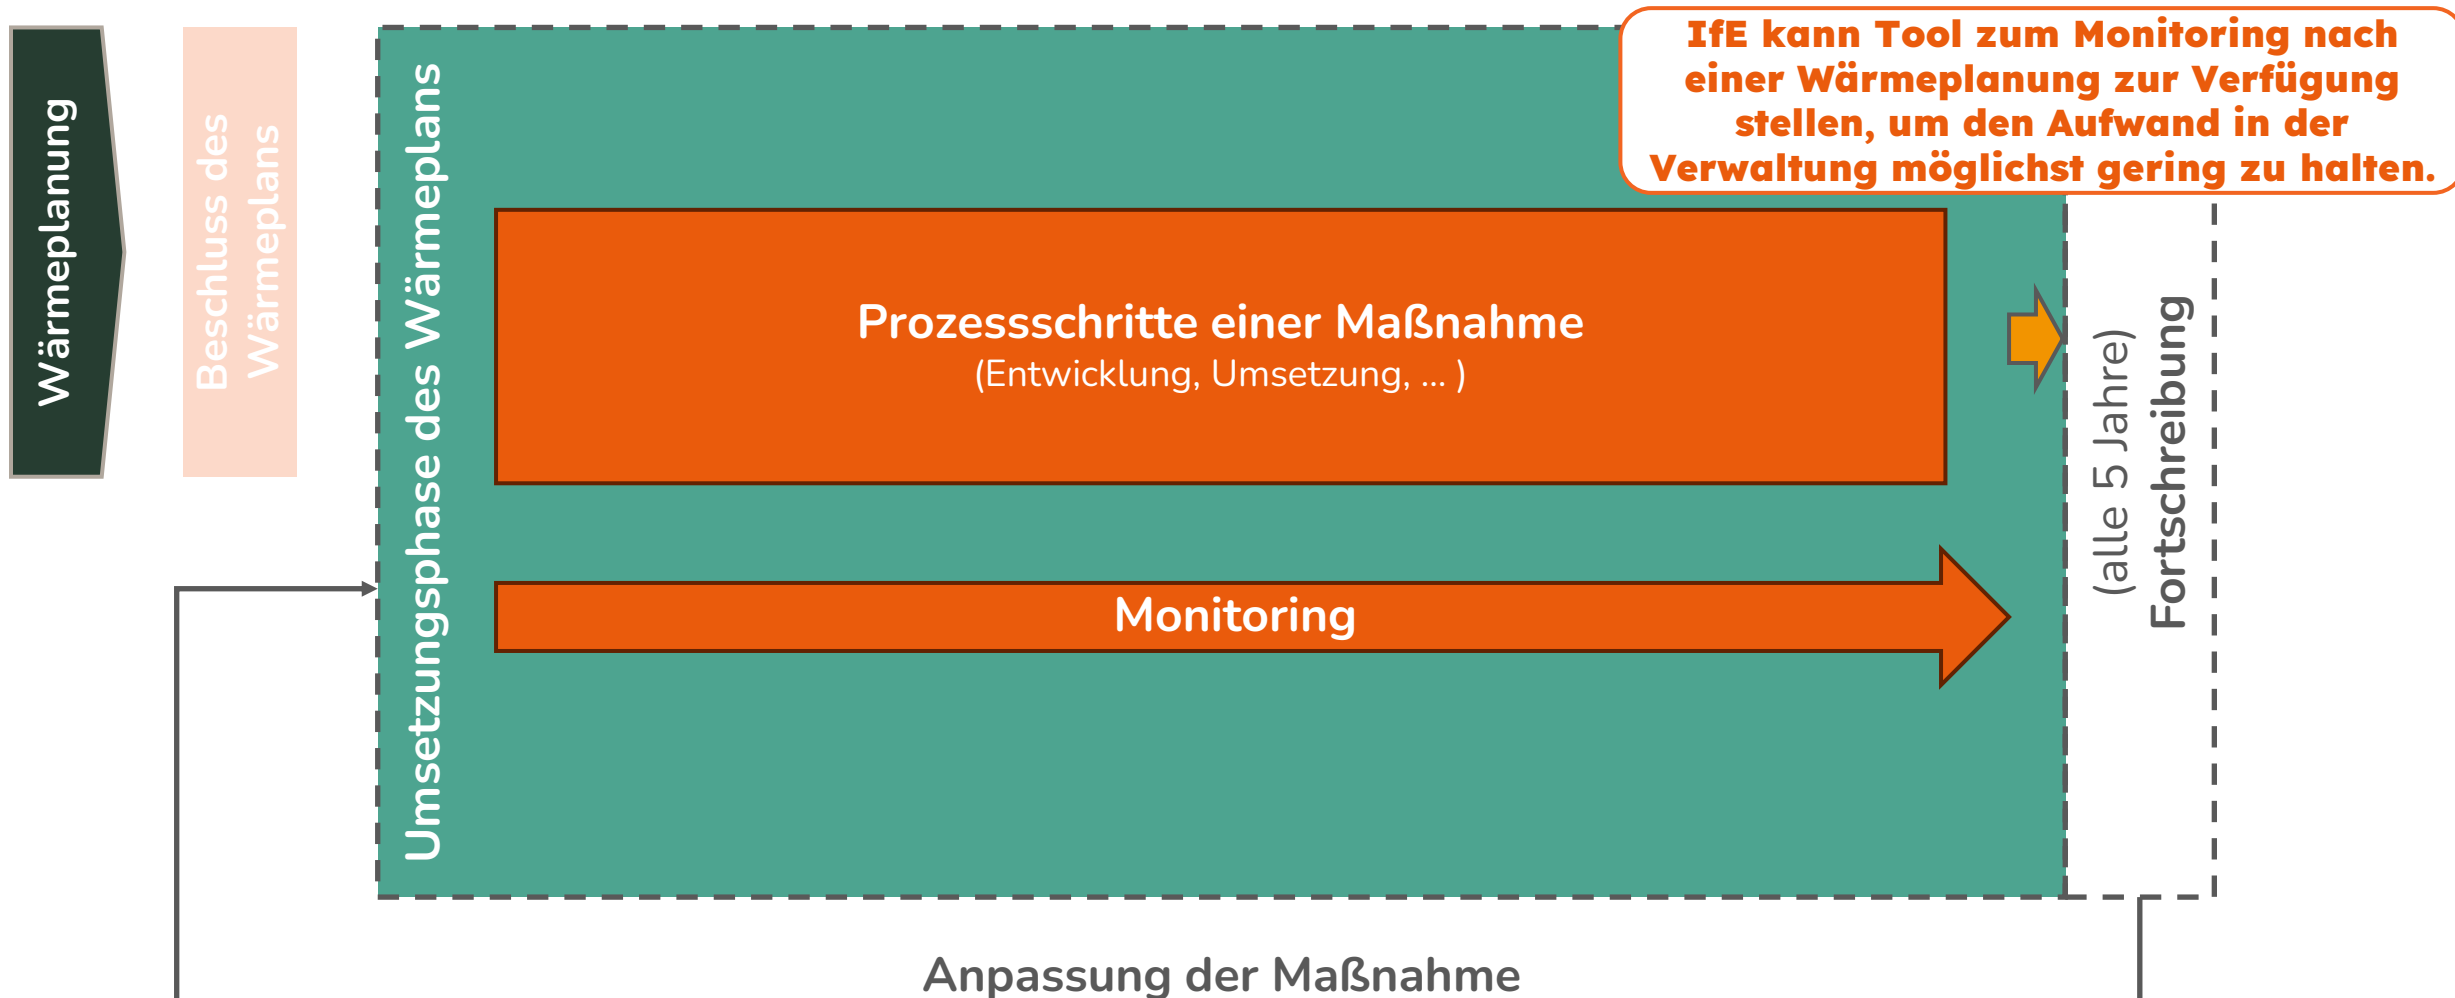 Wärmeplanung
Beschluss des
Wärmeplans
Umsetzungsphase des Wärmeplans
IfE kann Tool zum Monitoring nach
einer Wärmeplanung zur Verfügung
stellen, um den Aufwand in der
Verwaltung möglichst gering zu halten.
Prozessschritte einer Maßnahme
(Entwicklung, Umsetzung, ... )
Monitoring
(alle 5 Jahre)
Fortschreibung
Anpassung der Maßnahme